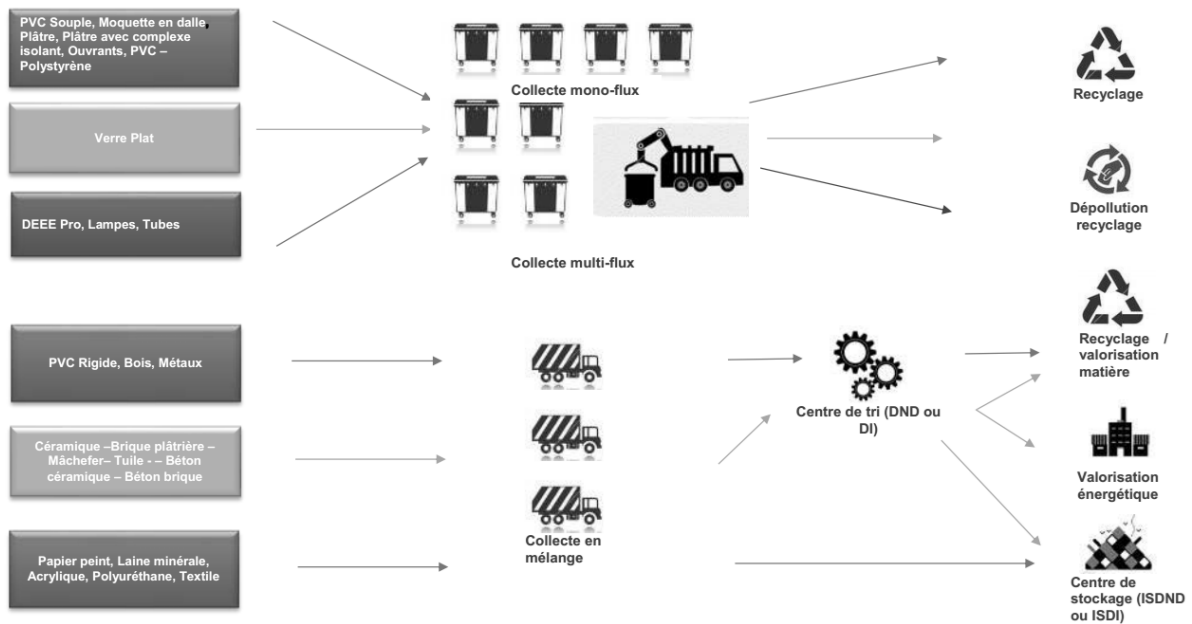 PVC Souple, Moquette en dalle,
Plâtre, Plâtre avec complexe
isolant, Ouvrants, PVC –
Polystyrène
Collecte mono-flux
Recyclage
Verre Plat
DEEE Pro, Lampes, Tubes
Dépollution
recyclage
Collecte multi-flux
PVC Rigide, Bois, Métaux
Recyclage /
valorisation
matière
Centre de tri (DND ou
DI)
Céramique –Brique plâtrière –
Mâchefer– Tuile - – Béton
céramique – Béton brique
Valorisation
énergétique
Collecte en
mélange
Papier peint, Laine minérale,
Acrylique, Polyuréthane, Textile
Centre de
stockage (ISDND
ou ISDI)